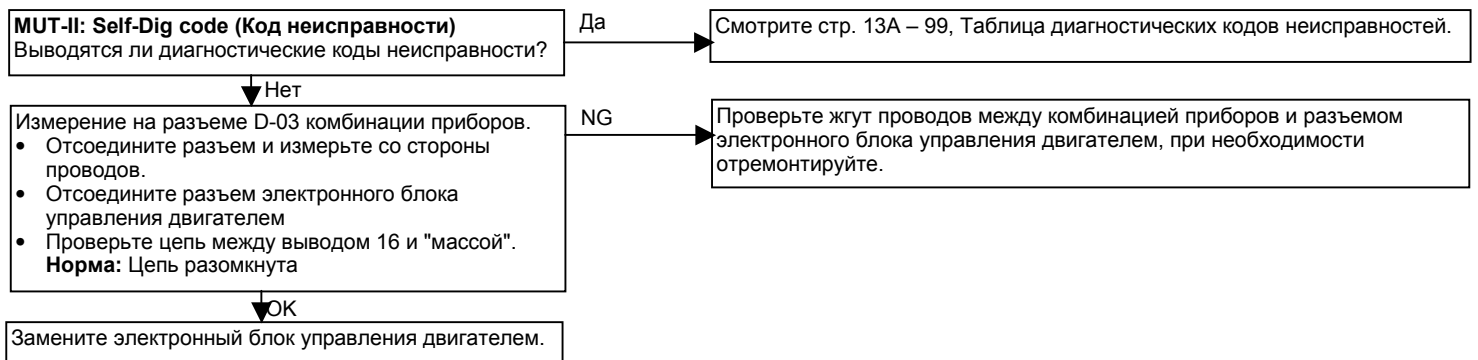 MUT-II: Self-Dig code (Код неисправности)
Выводятся ли диагностические коды неисправности?
Да
Смотрите стр. 13А – 99, Таблица диагностических кодов неисправностей.
Нет
Измерение на разъеме D-03 комбинации приборов.
• Отсоедините разъем и измерьте со стороны
проводов.
• Отсоедините разъем электронного блока
управления двигателем
• Проверьте цепь между выводом 16 и "массой".
Норма: Цепь разомкнута
NG
Проверьте жгут проводов между комбинацией приборов и разъемом
электронного блока управления двигателем, при необходимости
отремонтируйте.
OK
Замените электронный блок управления двигателем.